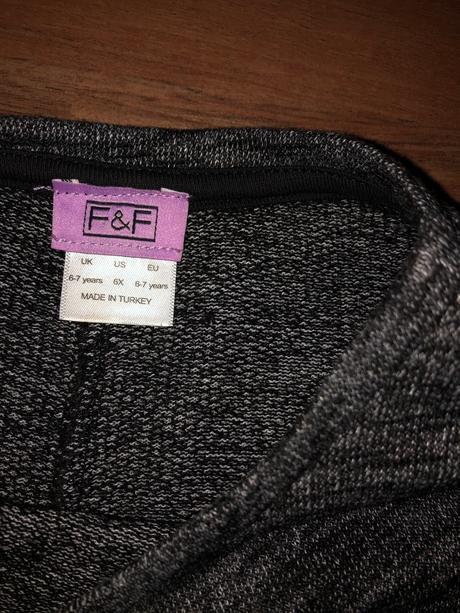 F&F
UK US EU
6-7 years 6X 6-7 years
MADE IN TURKEY